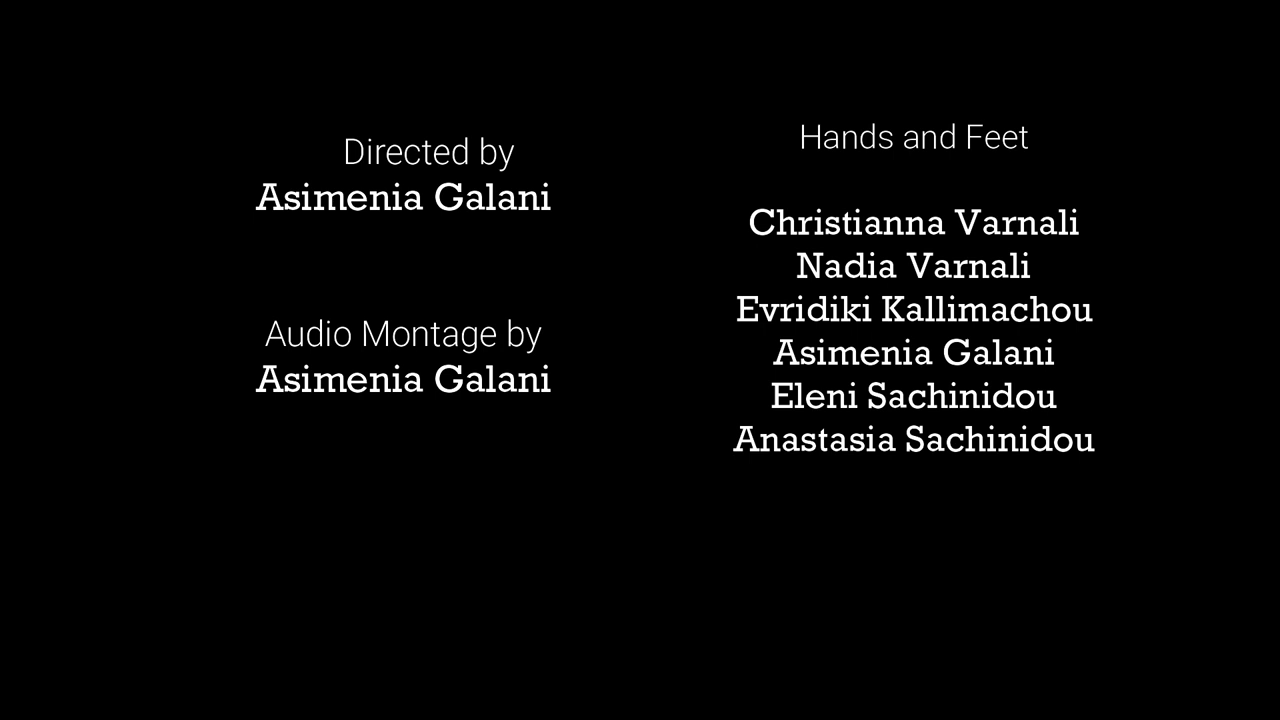 Directed by
Asimenia Galani
Audio Montage by
Asimenia Galani
Hands and Feet
Christianna Varnali
Nadia Varnali
Evridiki Kallimachou
Asimenia Galani
Eleni Sachinidou
Anastasia Sachinidou